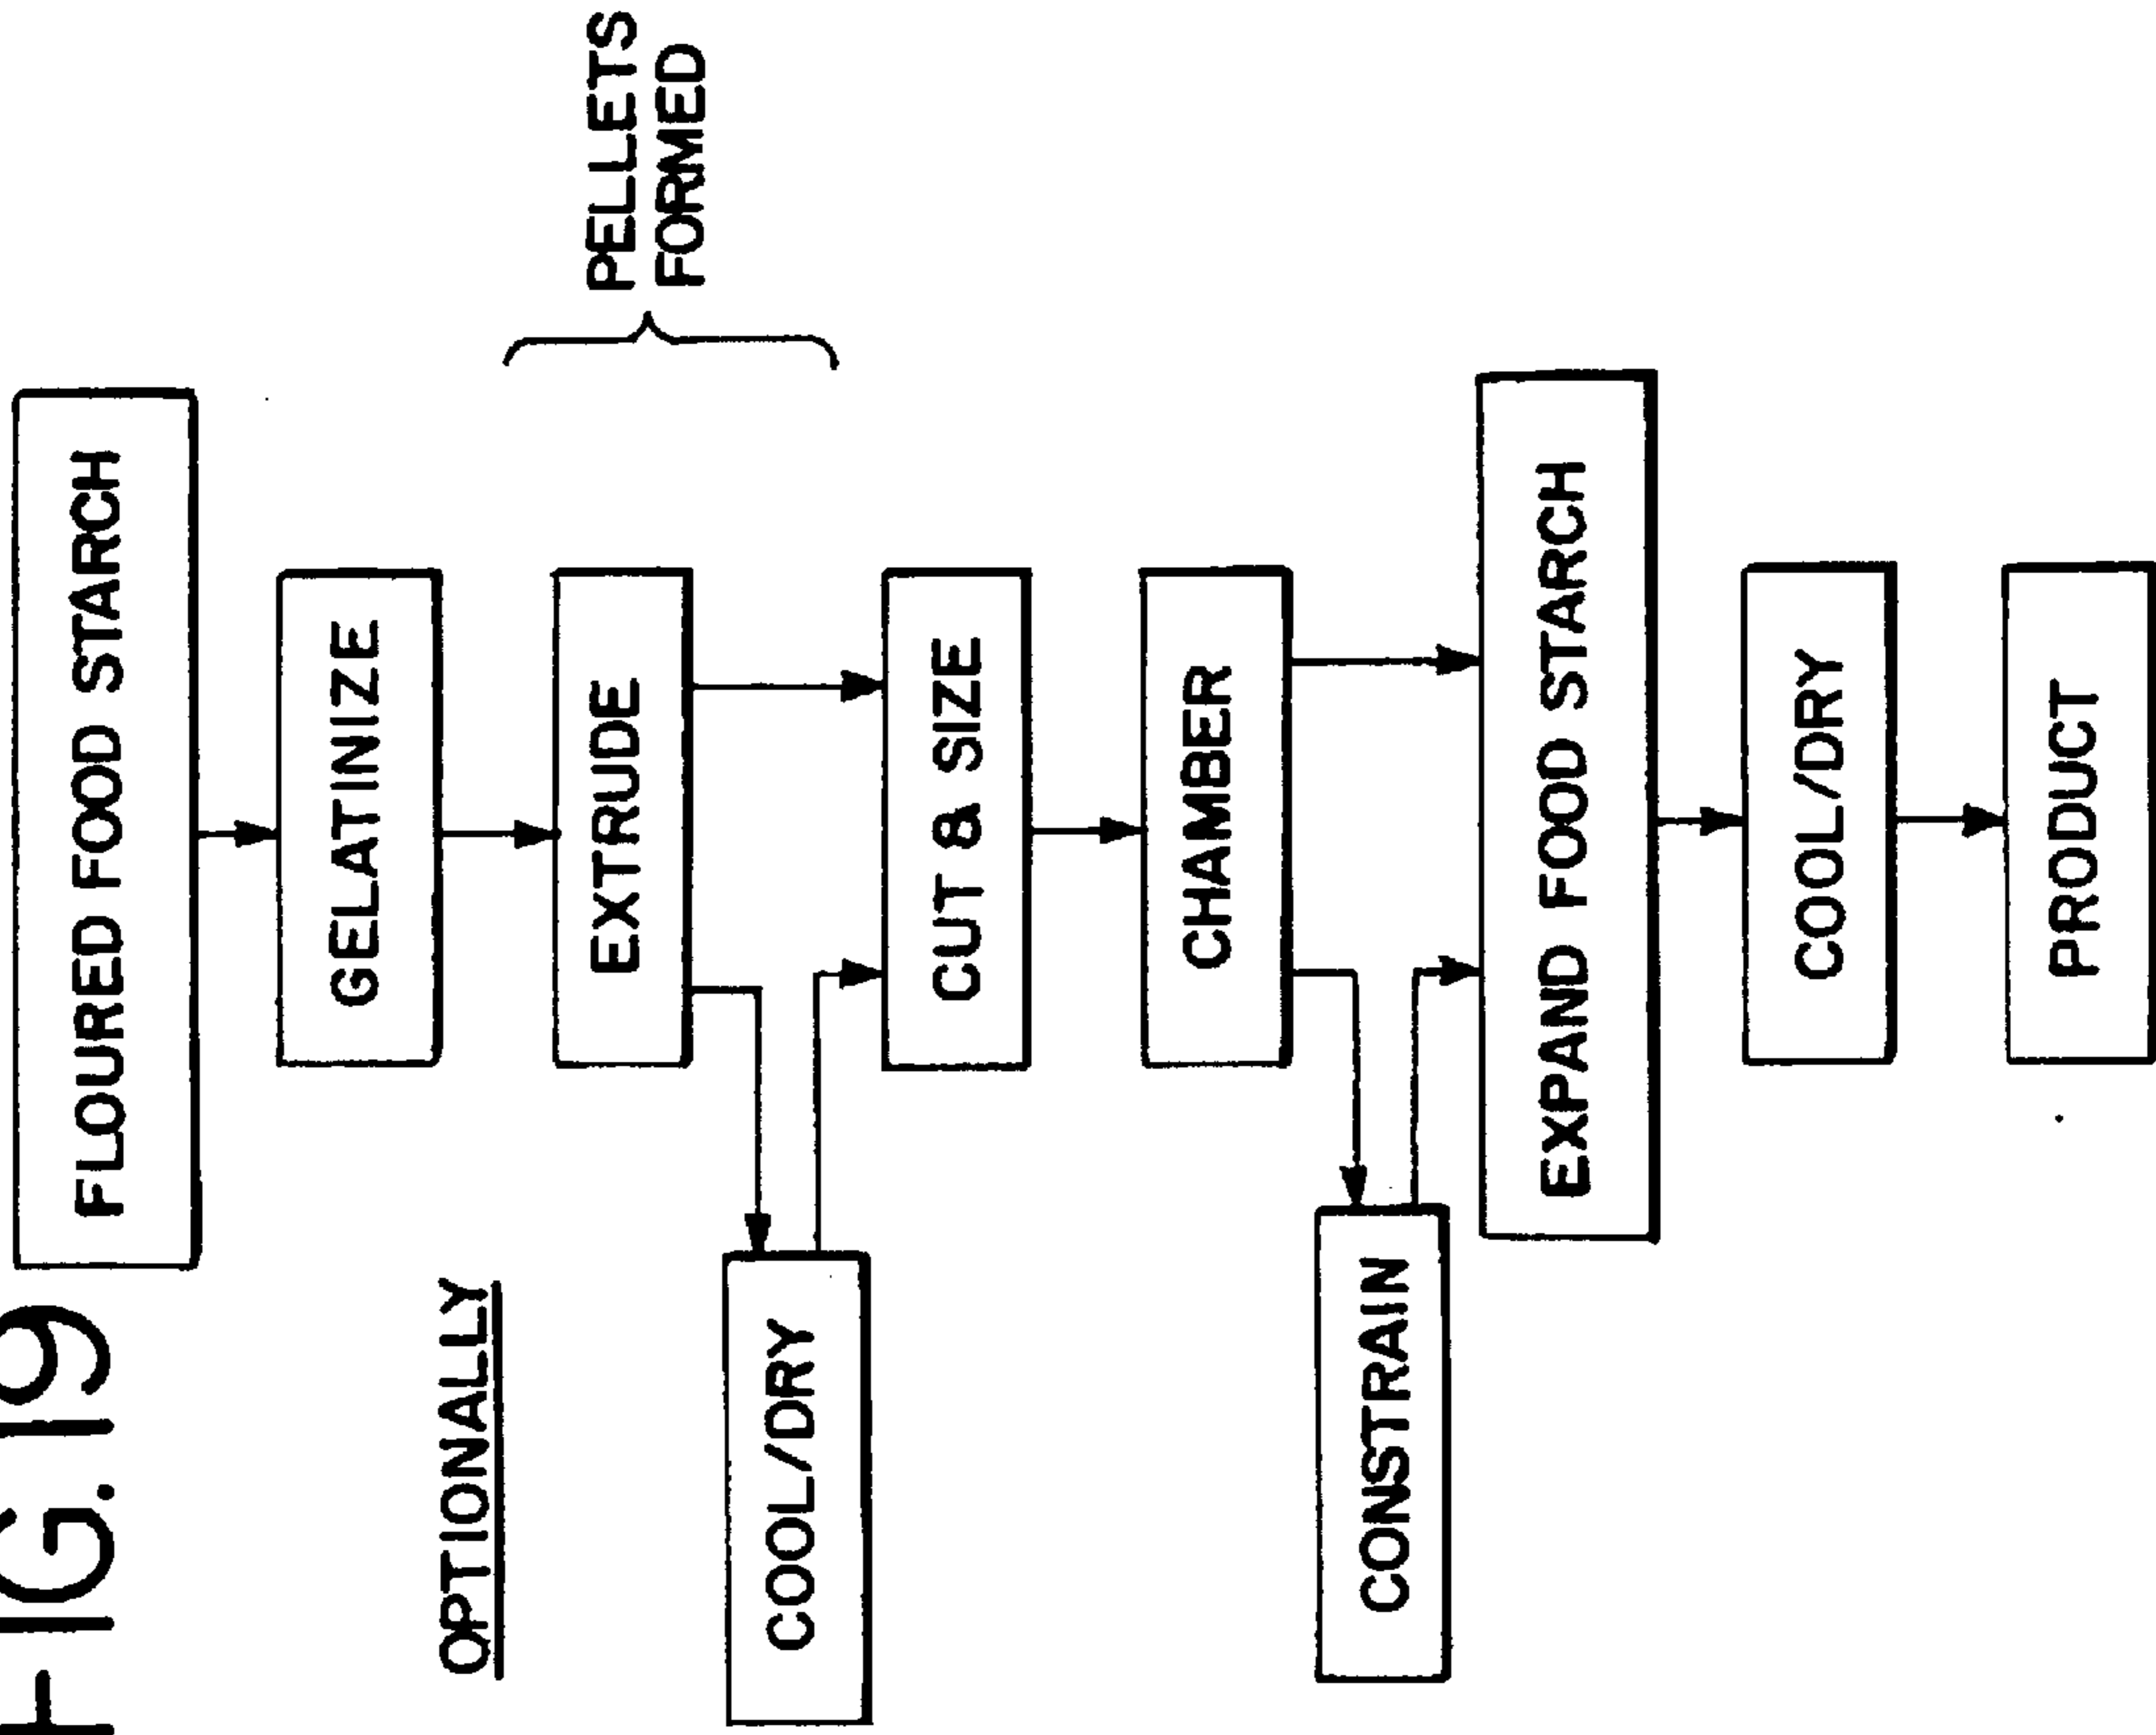 FIG. 19
FLOURED FOOD STARCH
GELATINIZE
OPTIONALLY
EXTRUDE
PELLETS
FORMED
COOL/DRY
CUT & SIZE
CHAMBER
CONSTRAIN
EXPAND FOOD STARCH
COOL/DRY
PRODUCT